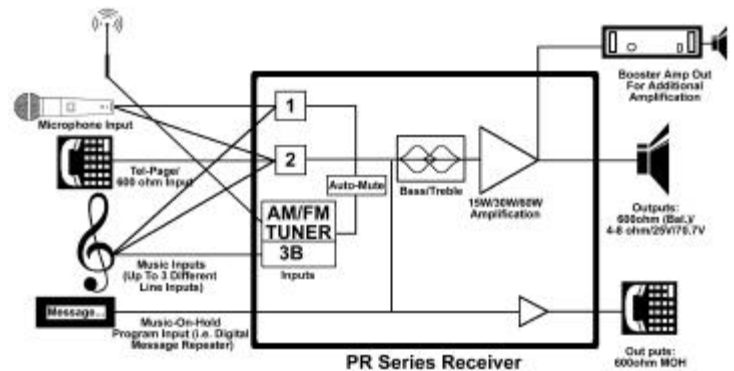 Microphone Input
Tel-Page/
600 ohm Input
Music Inputs
(Up To 3 Different
Line Inputs)
Message...
Music-On-Hold
Program Input (i.e. Digital
Message Repeater)
1
2
Auto-Mute
AM/FM
TUNER
3B
Inputs
Bass/Treble
15W/30W/60W
Amplification
Booster Amp Out
For Additional
Amplification
Outputs:
600ohm (Bal.)/
4-8 ohm/25V/70.7V
Out puts:
600ohm MOH
PR Series Receiver